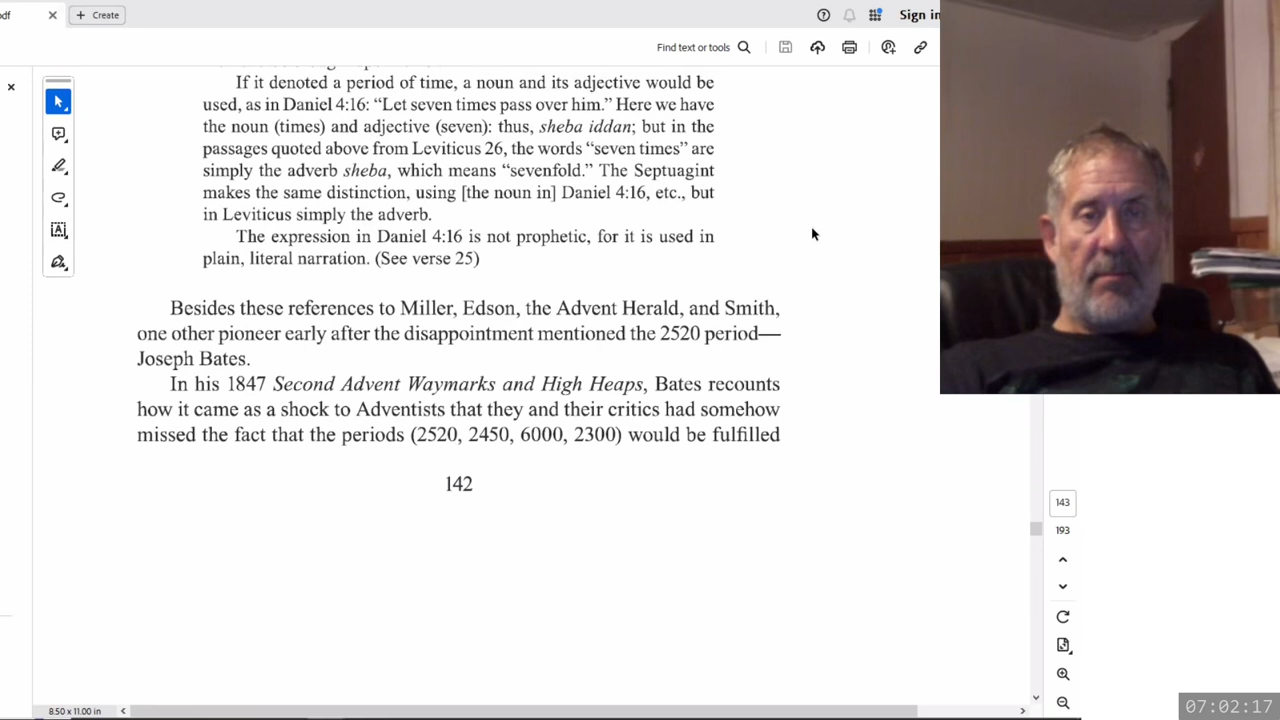 odf
Create
Sign in
Find text or tools
If it denoted a period of time, a noun and its adjective would be
used, as in Daniel 4:16: “Let seven times pass over him.” Here we have
the noun (times) and adjective (seven): thus, sheba iddan; but in the
passages quoted above from Leviticus 26, the words “seven times” are
simply the adverb sheba, which means “sevenfold.” The Septuagint
makes the same distinction, using [the noun in] Daniel 4:16, etc., but
in Leviticus simply the adverb.
The expression in Daniel 4:16 is not prophetic, for it is used in
plain, literal narration. (See verse 25)
Besides these references to Miller, Edson, the Advent Herald, and Smith,
one other pioneer early after the disappointment mentioned the 2520 period—
Joseph Bates.
In his 1847 Second Advent Waymarks and High Heaps, Bates recounts
how it came as a shock to Adventists that they and their critics had somehow
missed the fact that the periods (2520, 2450, 6000, 2300) would be fulfilled
142
143
193
8.50 x 11.00 in
07:02:17